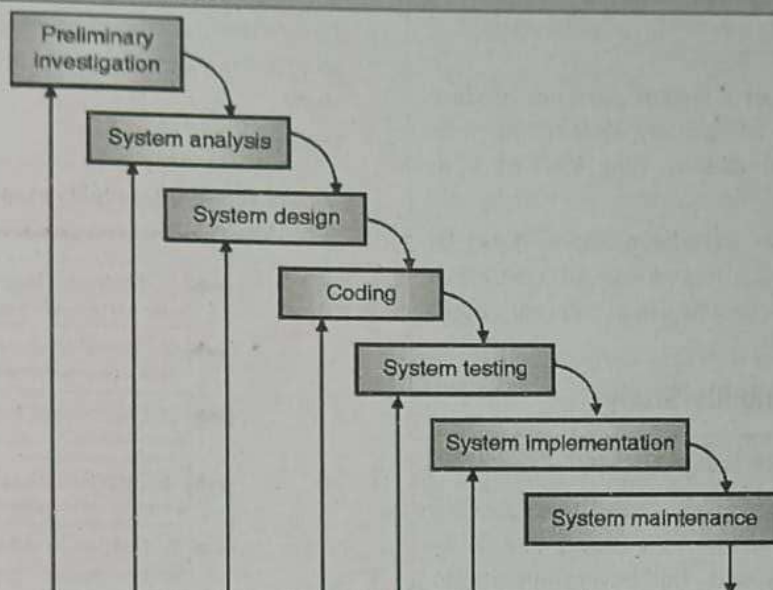 Preliminary
investigation
System analysis
System design
Coding
System testing
System implementation
System maintenance